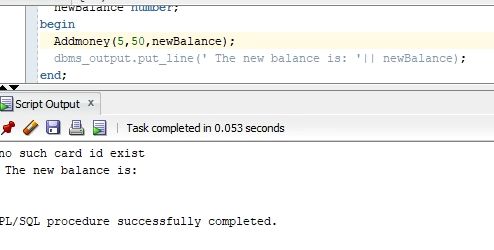 newBalance number;
begin
Addmoney(5,50,newBalance);
dbms_output.put_line(' The new balance is: '|| newBalance);
end;
Script Output x
Task completed in 0.053 seconds
no such card id exist
The new balance is:
PL/SQL procedure successfully completed.